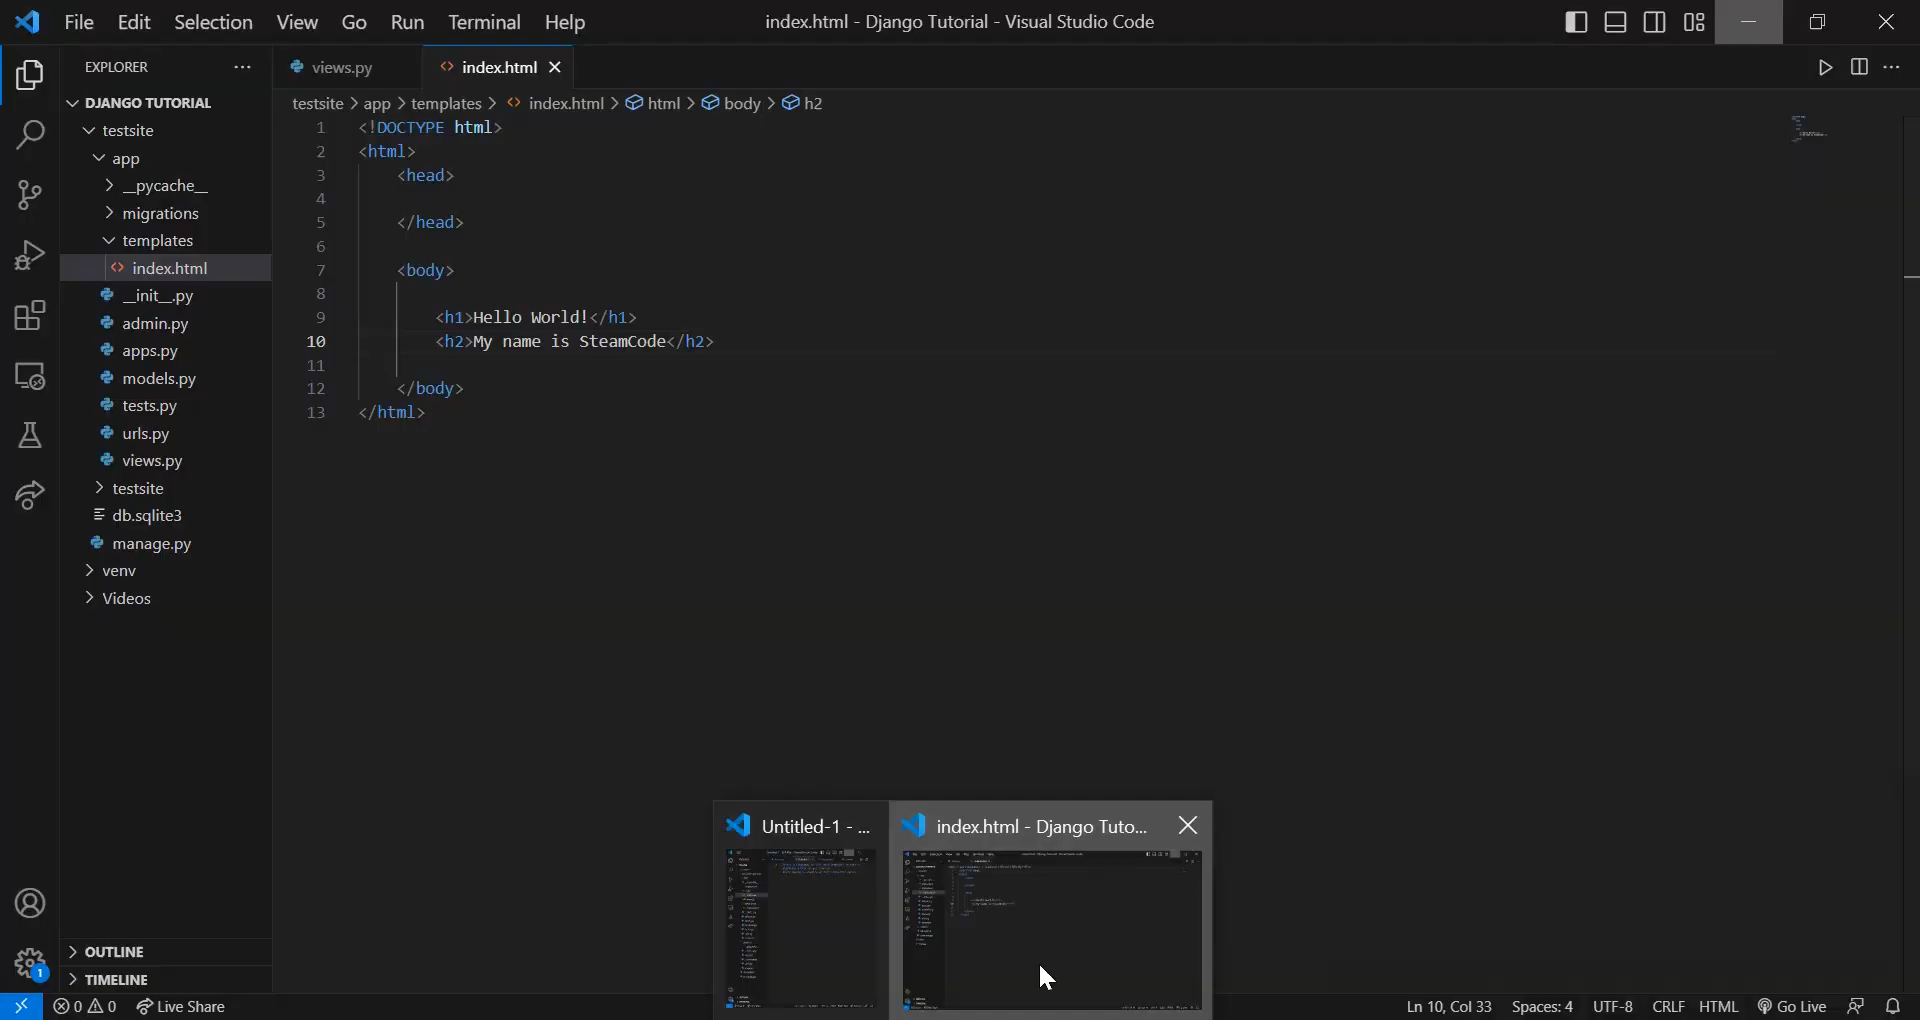 File Edit Selection View Go Run Terminal Help index.html - Django Tutorial - Visual Studio Code
EXPLORER
views.py index.html
DJANGO TUTORIAL
testsite > app > templates > index.html > html > body > h2
testsite
app
__pycache__
migrations
templates
index.html
__init__.py
admin.py
apps.py
models.py
tests.py
urls.py
views.py
testsite
db.sqlite3
manage.py
venv
Videos
1 <!DOCTYPE html>
2 <html>
3 <head>
4
5 </head>
6
7 <body>
8
9 <h1>Hello World!</h1>
10 <h2>My name is SteamCode</h2>
11
12 </body>
13 </html>
Untitled-1 - ... index.html - Django Tuto...
OUTLINE
1
TIMELINE
0 0 Live Share Ln 10, Col 33 Spaces: 4 UTF-8 CRLF HTML Go Live